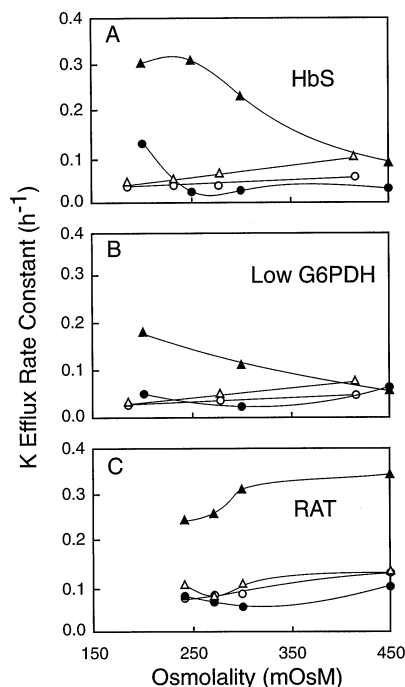 A
HbS
0.4
0.3
0.2
0.1
0.0
B
Low G6PDH
0.4
0.3
0.2
0.1
0.0
C
RAT
0.4
0.3
0.2
0.1
0.0
150 250 350 450
Osmolality (mOsM)
K Efflux Rate Constant (h-1)